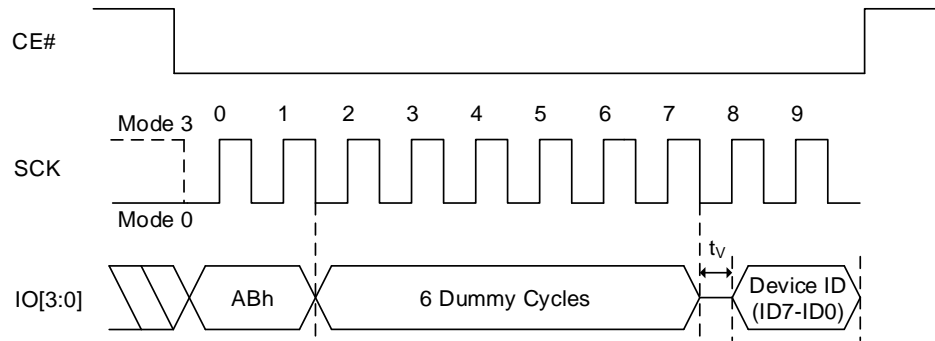 CE#
0 1 2 3 4 5 6 7 8 9
Mode 3
SCK
Mode 0
tV
IO[3:0]
ABh
6 Dummy Cycles
Device ID
(ID7-ID0)